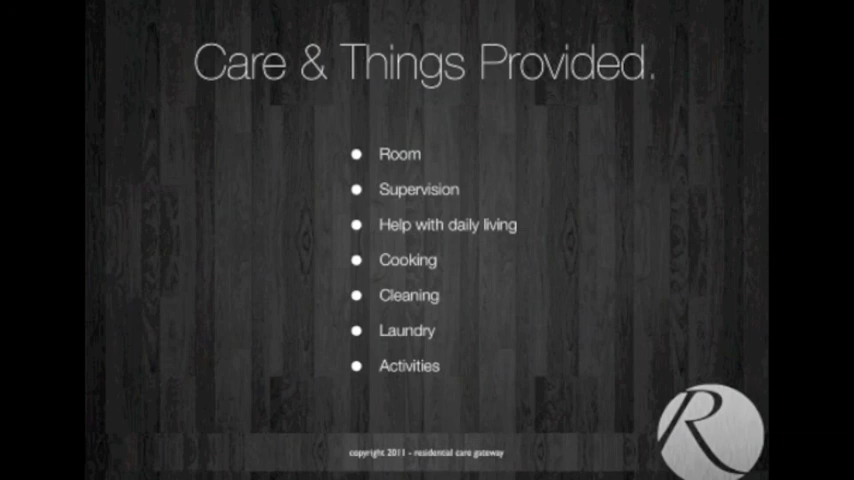 Care & Things Provided.
Room
Supervision
Help with daily living
Cooking
Cleaning
Laundry
Activities
copyright 2011 - residential care gateway
R